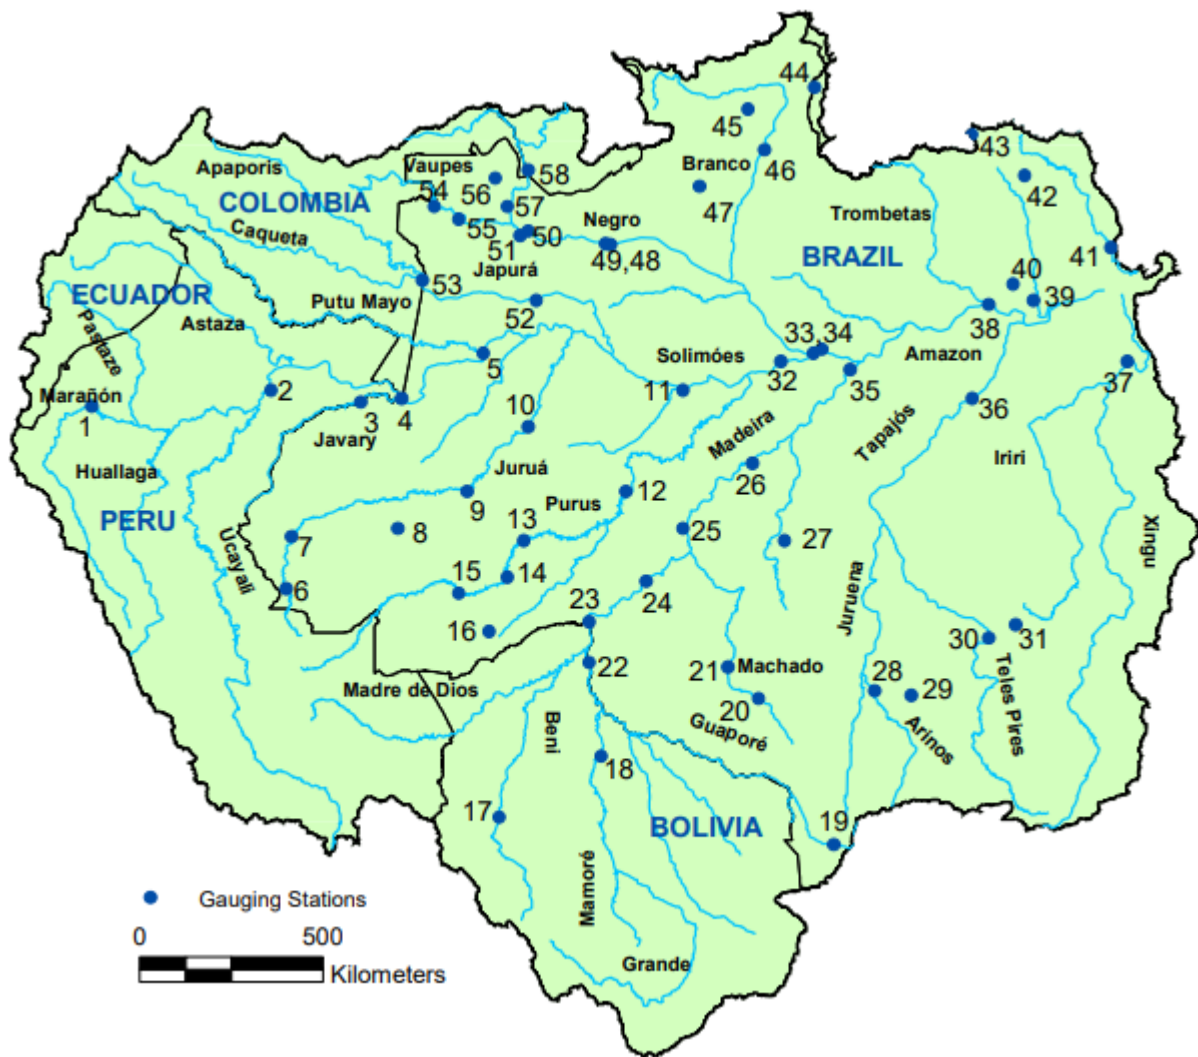 44
45
43
Apaporis
Vaupes
58
Branco
46
56
42
54
COLOMBIA
57
47
Trombetas
Negro
Caqueta
55
51
50
BRAZIL
41
49,48
Japurá
40
ECUADOR
Putu Mayo
53
39
Astaza
52
38
Pastaze
33,34
Solimóes
Amazon
5
32
35
37
Marañón
2
11
36
1
3
4
10
Javary
Madeira
Tapajós
Huallaga
Juruá
Iriri
26
PERU
Purus
12
9
13
8
25
27
7
Xingu
Ucayali
15
14
6
24
Juruena
23
16
30
31
22
21
Machado
Madre de Dios
28
29
20
Teles Pires
Beni
Guaporé
Arinos
18
17
BOLIVIA
19
Mamoré
Gauging Stations
0
500
Kilometers
Grande